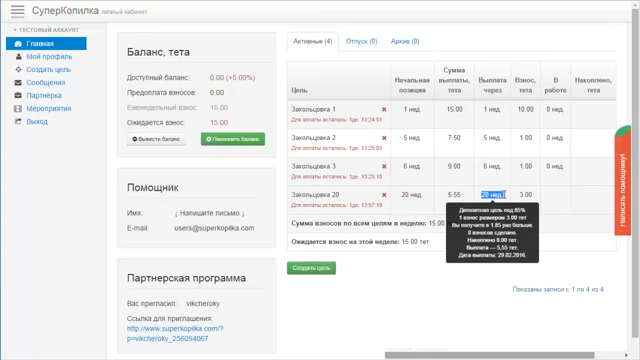 СуперКопилка личный кабинет
ТЕСТОВЫЙ АККАУНТ
Главная
Мой профиль
Создать цель
Сообщения
Партнёрка
Мероприятия
Выход
Баланс, тета
Доступный баланс: 0.00 (+5.00%)
Предоплата взносов: 0.00
Еженедельный взнос: 15.00
Ожидается взнос: 15.00
Вывести баланс
Пополнить баланс
Помощник
Имя: ↓ Напишите письмо ↓
E-mail: users@superkopilka.com
Партнерская программа
Вас пригласил: vikcheroky
Ссылка для приглашения:
http://www.superkopilka.com/?
p=vikcheroky_256094067
Активные (4) Отпуск (0) Архив (0)
Цель Начальная позиция Сумма выплаты, тета Выплата через Взнос, тета В работе Накоплено, тета
Закольцовка 1 1 нед. 15.00 1 нед. 10.00 0 нед.
Для оплаты осталось: 1дн. 13:24:57
Закольцовка 2 5 нед. 7.50 5 нед. 1.00 0 нед.
Для оплаты осталось: 1дн. 13:25:02
Закольцовка 3 6 нед. 9.00 6 нед. 1.00 0 нед.
Для оплаты осталось: 1дн. 13:25:10
Закольцовка 20 20 нед. 5.55 20 нед. 3.00
Для оплаты осталось: 1дн. 13:57:19
Депозитная цель под 85%
1 взнос размером 3.00 тет
Вы получите в 1.85 раз больше.
0 взносов сделано.
Накоплено 0.00 тет.
Выплата — 5,55 тет.
Дата выплаты: 29.02.2016.
Сумма взносов по всем целям в неделю: 15.00
Ожидается взнос на этой неделе: 15.00 тет
Создать цель
Показаны записи с 1 по 4 из 4
Написать помощнику!